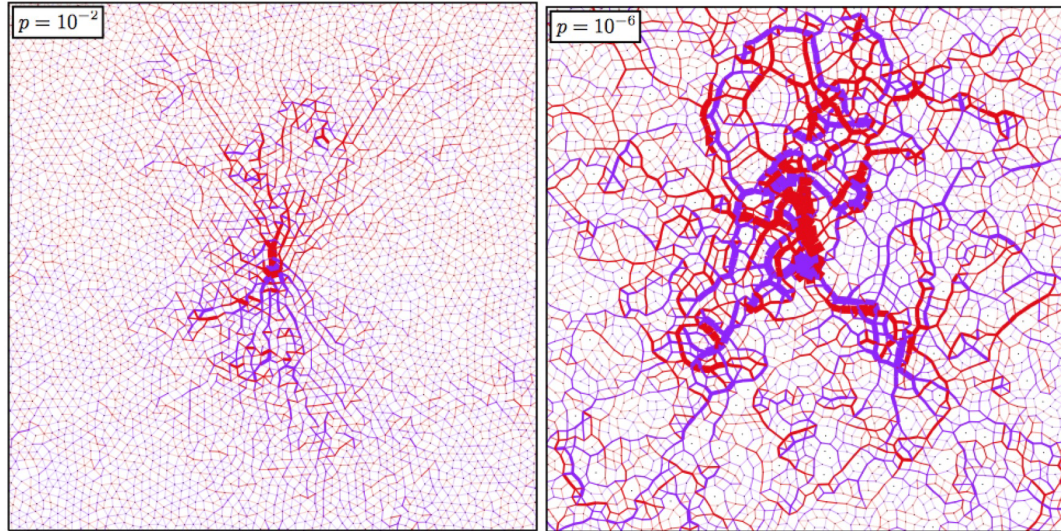 p = 10⁻²
p = 10⁻⁶